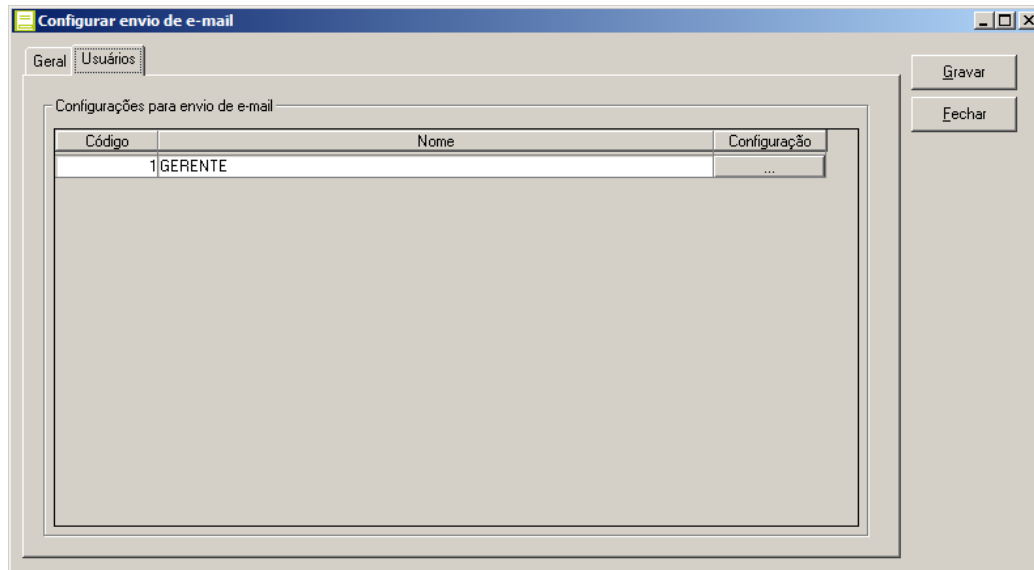 Configurar envio de e-mail
Geral Usuários
Gravar
Fechar
Configurações para envio de e-mail
Código Nome Configuração
1 GERENTE ...